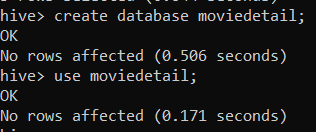 hive> create database moviedetail;
OK
No rows affected (0.506 seconds)
hive> use moviedetail;
OK
No rows affected (0.171 seconds)